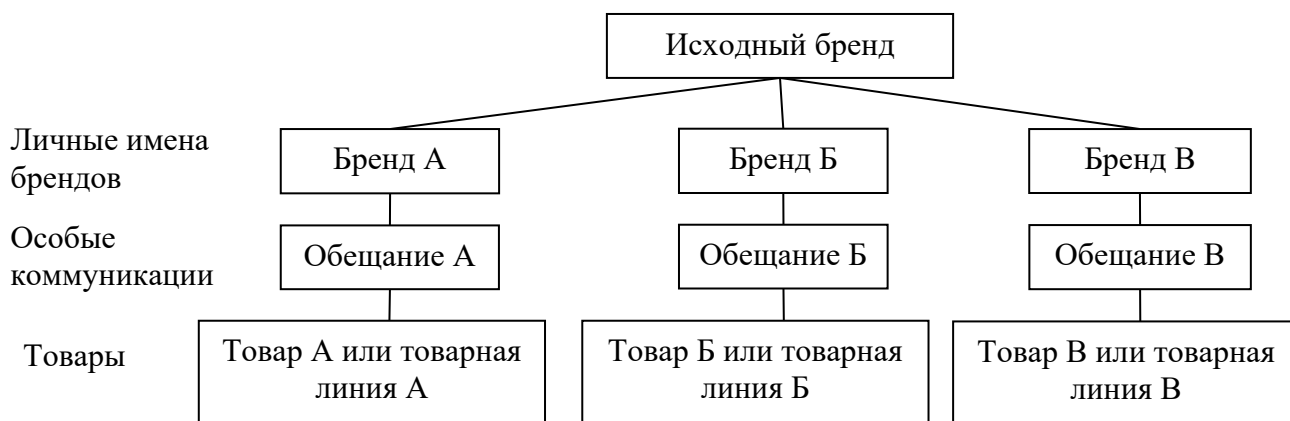 Исходный бренд
Личные имена
брендов
Бренд А
Бренд Б
Бренд В
Особые
коммуникации
Обещание А
Обещание Б
Обещание В
Товары
Товар А или товарная
линия А
Товар Б или товарная
линия Б
Товар В или товарная
линия В